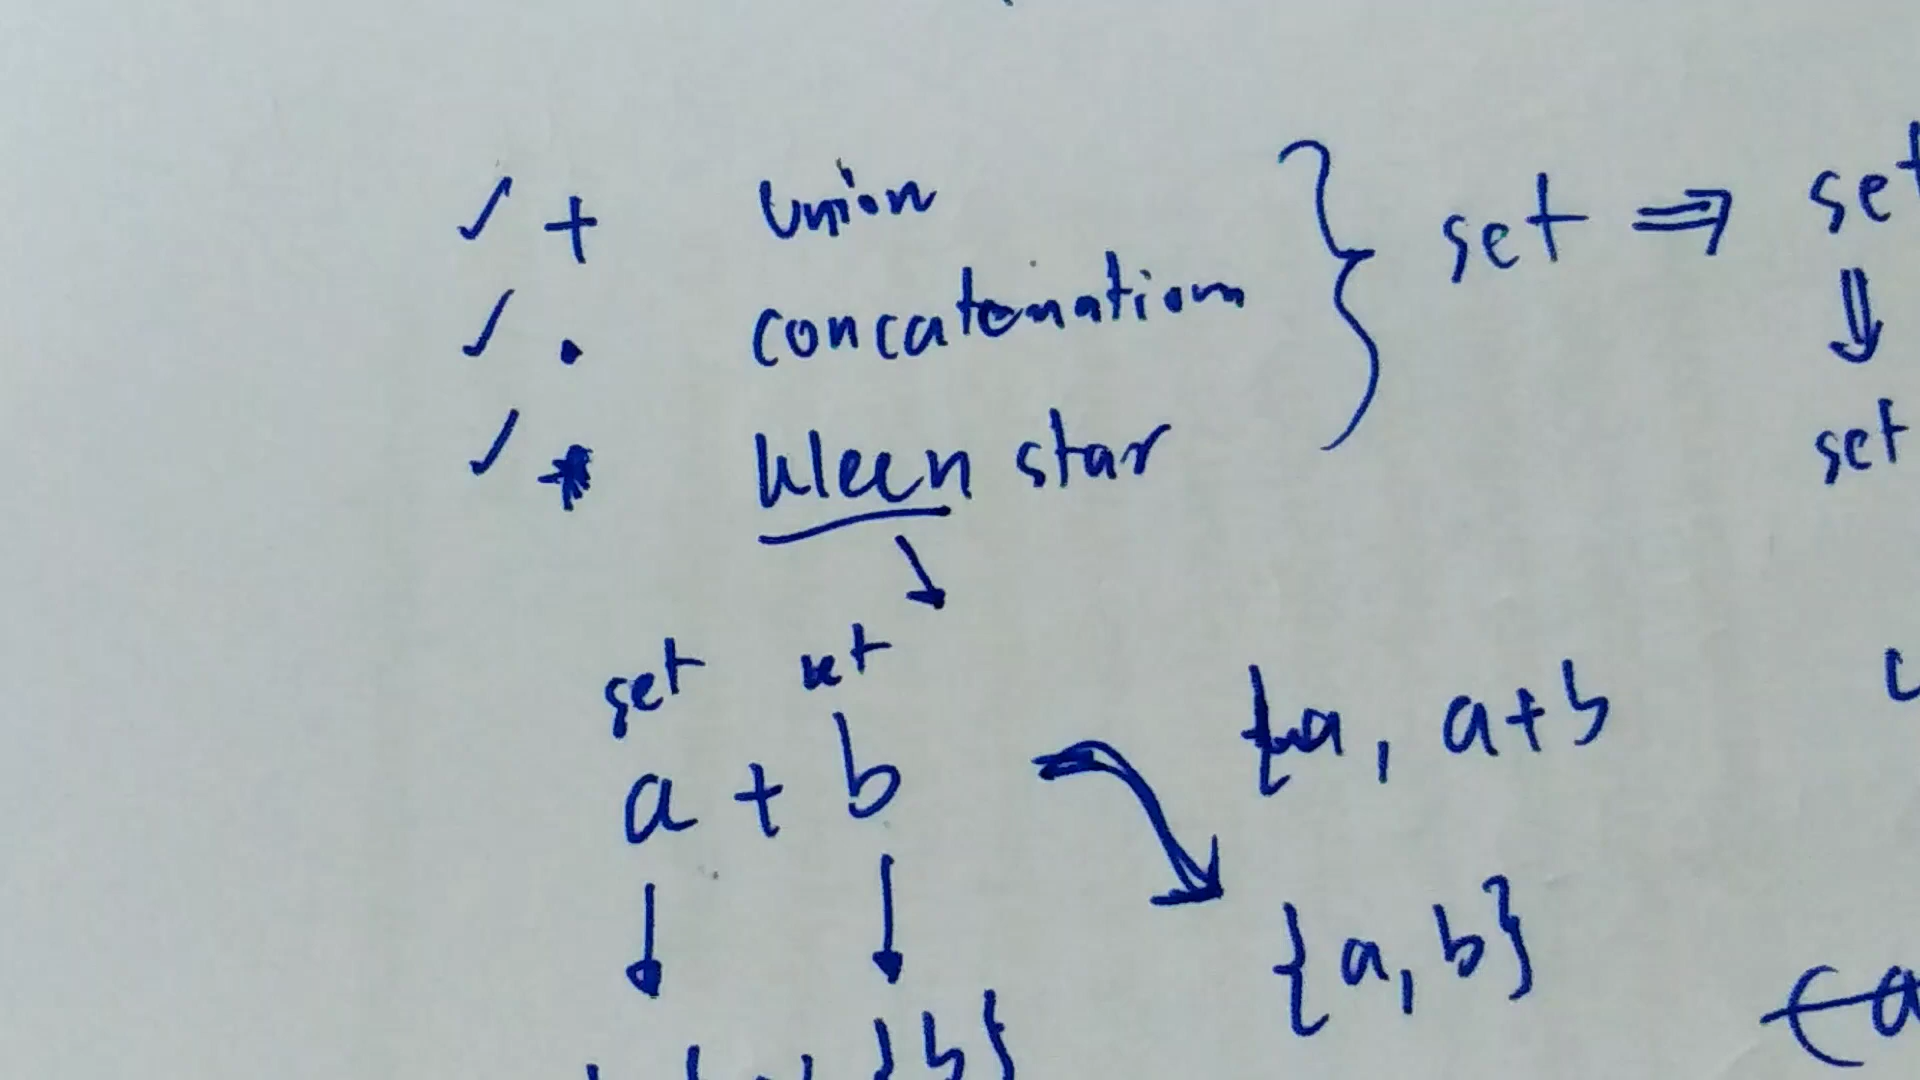 ✓ + union
✓ . concatenation } set ⇒ set
⇓
✓ * kleen star set
set set
a + b {a, a+b
{a, b}
(a
{b}